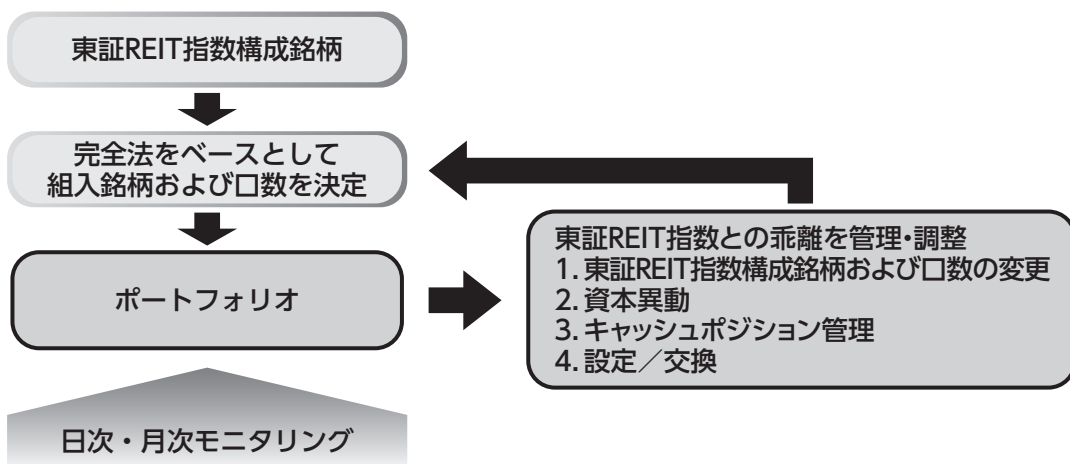 東証REIT指数構成銘柄
完全法をベースとして
組入銘柄および口数を決定
ポートフォリオ
東証REIT指数との乖離を管理・調整
1. 東証REIT指数構成銘柄および口数の変更
2. 資本異動
3. キャッシュポジション管理
4. 設定／交換
日次・月次モニタリング